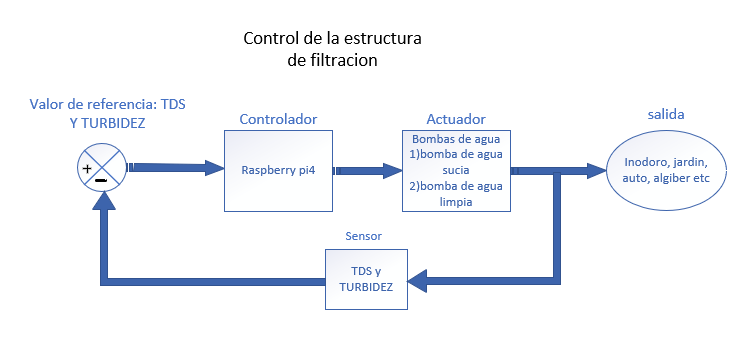 Control de la estructura
de filtracion
Valor de referencia: TDS
Y TURBIDEZ
Controlador
Actuador
salida
+
-
Raspberry pi4
Bombas de agua
1)bomba de agua
sucia
2)bomba de agua
limpia
Inodoro, jardin,
auto, algiber etc
Sensor
TDS y
TURBIDEZ